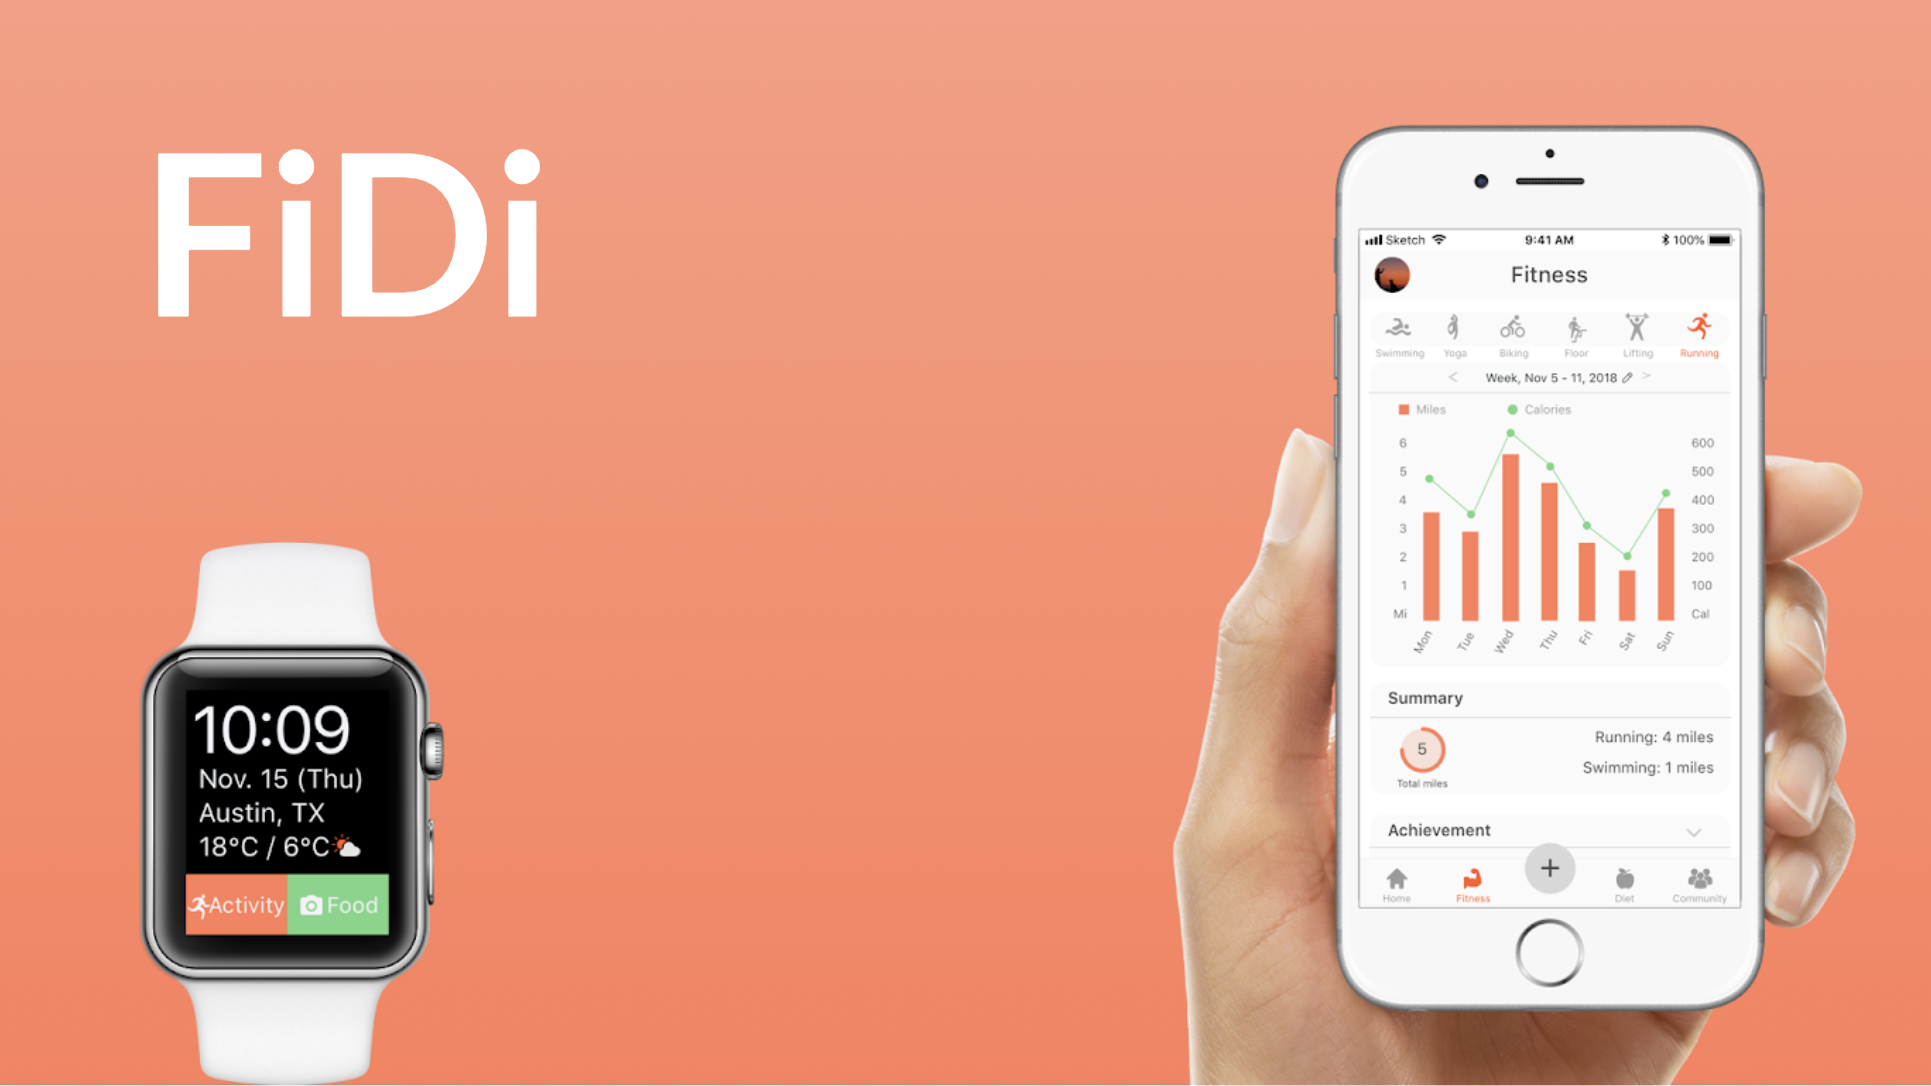 FiDi
10:09
Nov. 15 (Thu)
Austin, TX
18°C / 6°C
Activity Food
Sketch 9:41 AM 100%
Fitness
Swimming Yoga Biking Floor Lifting Running
< Week, Nov 5 - 11, 2018 >
Miles Calories
6 600
5 500
4 400
3 300
2 200
1 100
Mi Cal
Mon Tue Wed Thu Fri Sat Sun
Summary
5
Total miles
Running: 4 miles
Swimming: 1 miles
Achievement
+
Home Fitness Diet Community